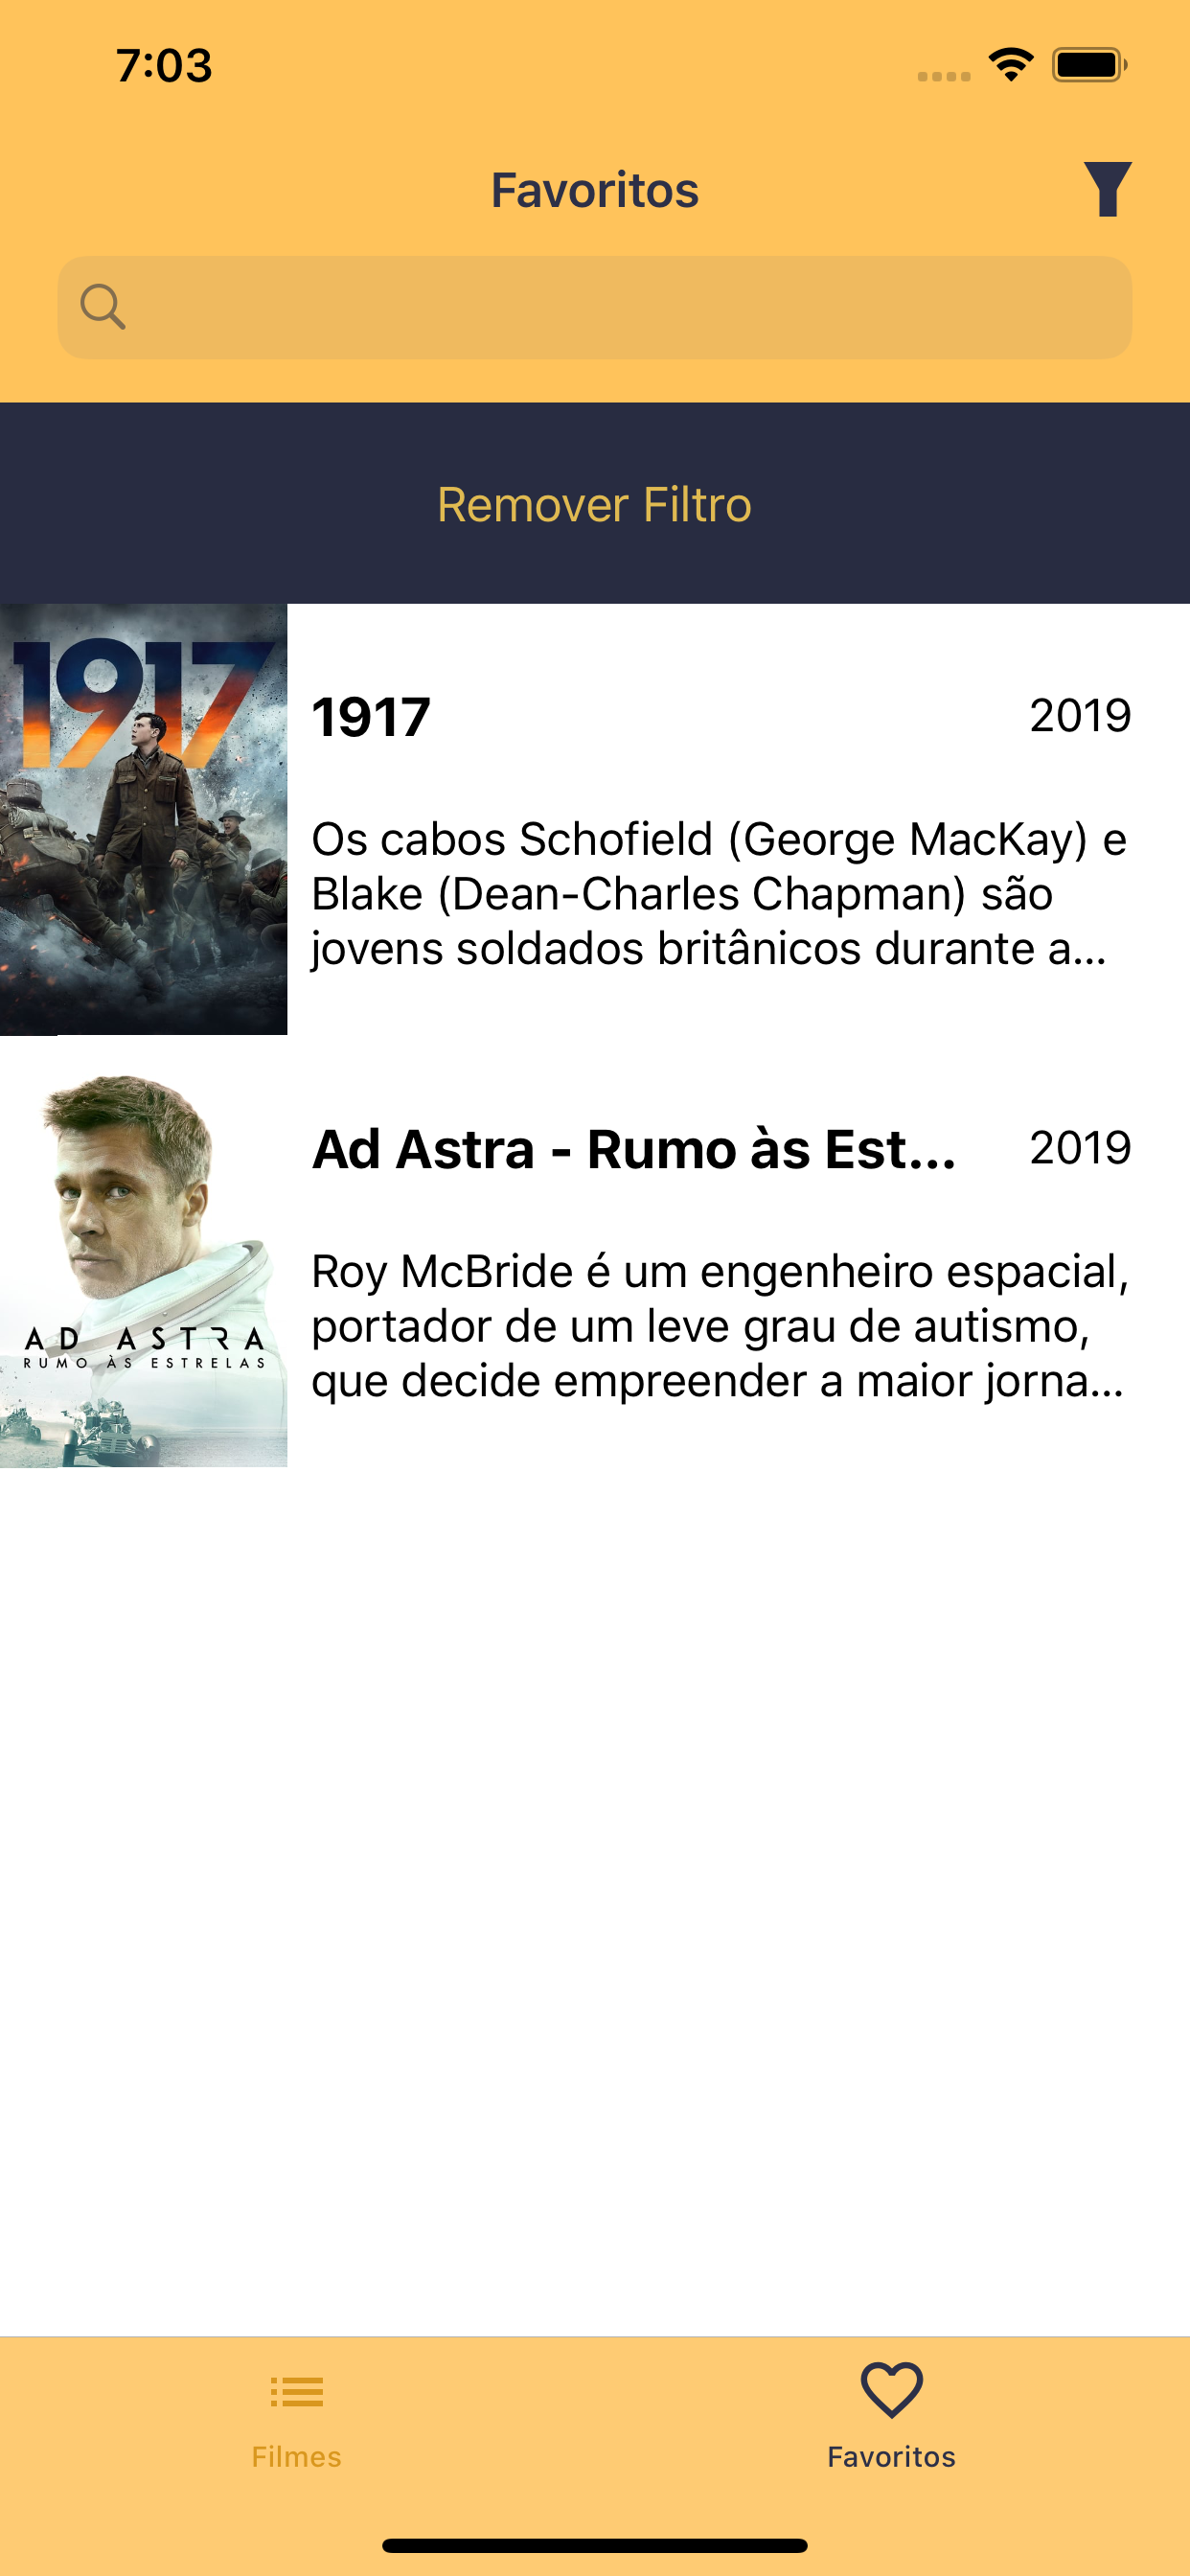 7:03
Favoritos
Remover Filtro
1917
1917
2019
Os cabos Schofield (George MacKay) e
Blake (Dean-Charles Chapman) são
jovens soldados britânicos durante a...
AD ASTRA
RUMO ÀS ESTRELAS
Ad Astra - Rumo às Est...
2019
Roy McBride é um engenheiro espacial,
portador de um leve grau de autismo,
que decide empreender a maior jorna...
Filmes
Favoritos